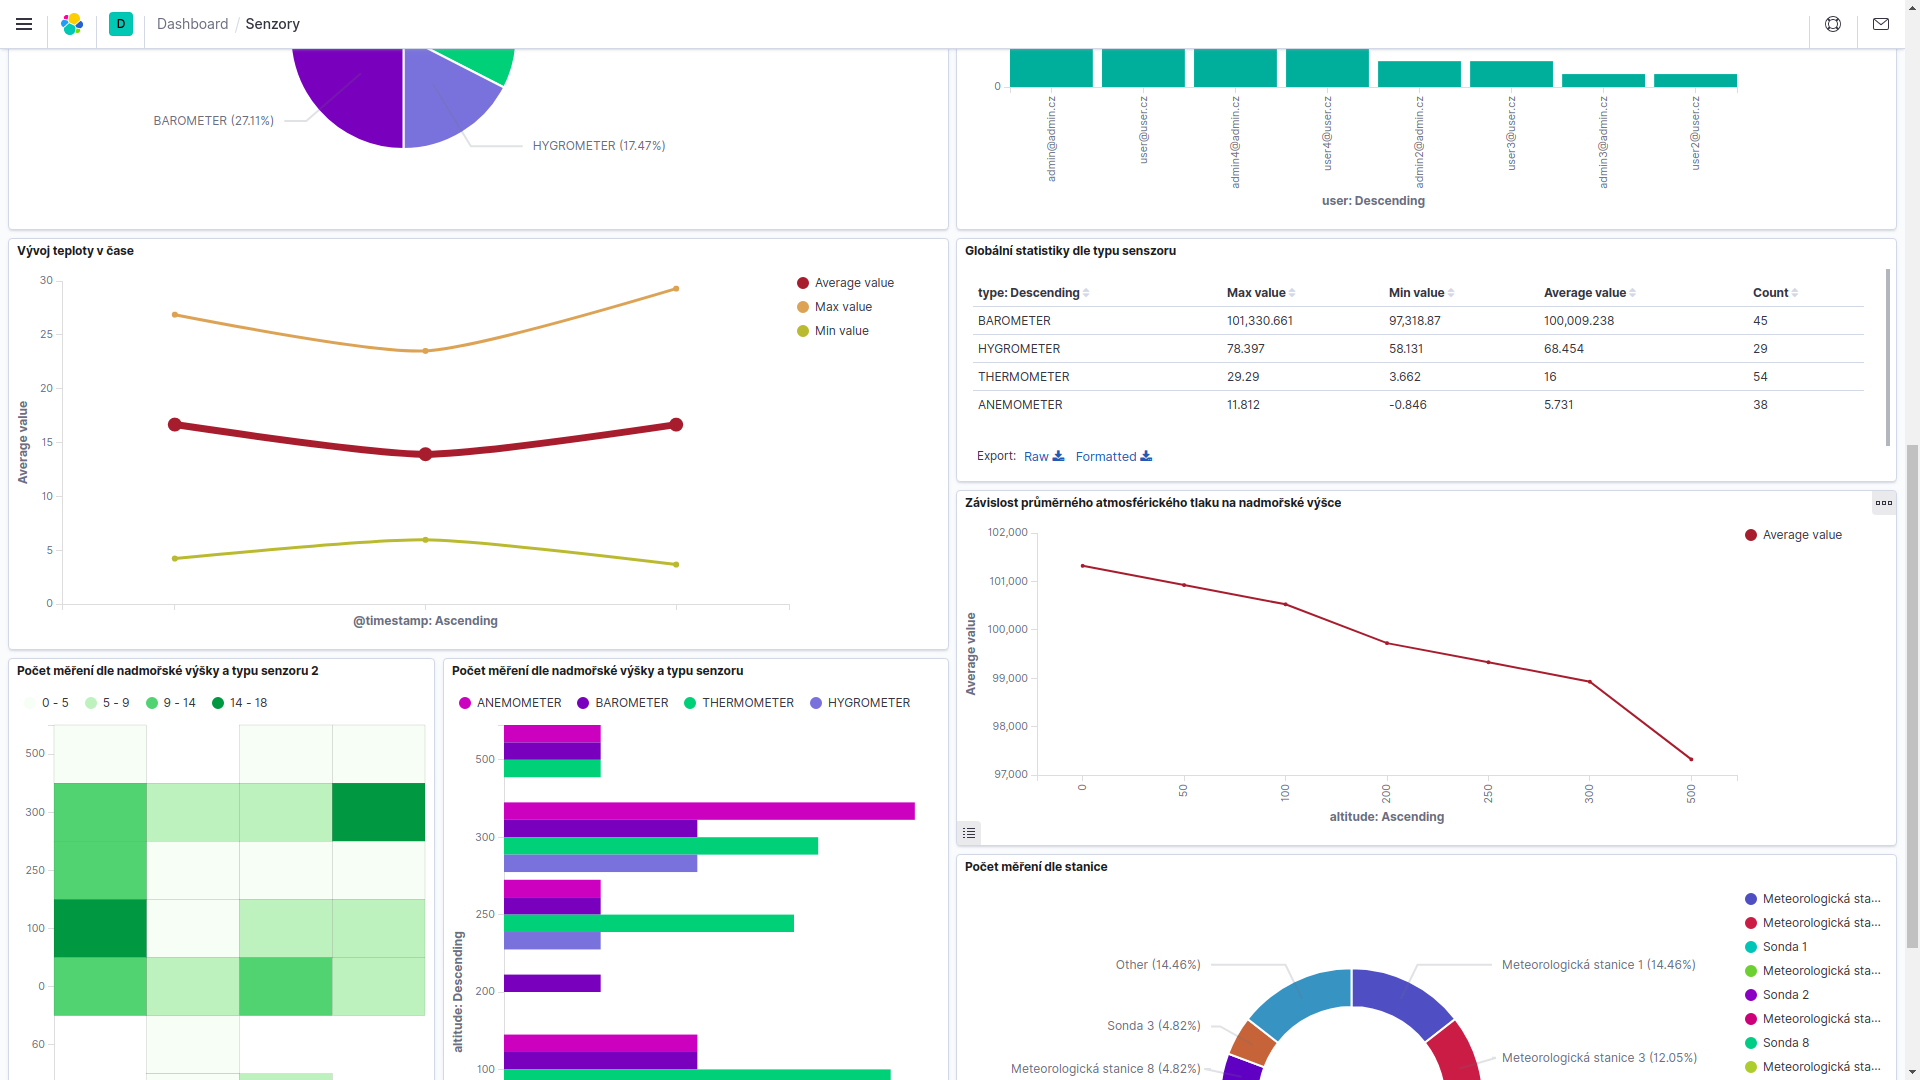 D
Dashboard / Senzory
BAROMETER (27.11%)
HYGROMETER (17.47%)
0
admin@admin.cz
user@user.cz
admin4@admin.cz
user4@user.cz
admin2@admin.cz
user3@user.cz
admin3@admin.cz
user2@user.cz
user: Descending
Vývoj teploty v čase
30
25
20
15
10
5
0
Average value
@timestamp: Ascending
Average value
Max value
Min value
Globální statistiky dle typu senszoru
type: Descending Max value Min value Average value Count
BAROMETER 101,330.661 97,318.87 100,009.238 45
HYGROMETER 78.397 58.131 68.454 29
THERMOMETER 29.29 3.662 16 54
ANEMOMETER 11.812 -0.846 5.731 38
Export: Raw Formatted
Závislost průměrného atmosférického tlaku na nadmořské výšce
102,000
101,000
100,000
99,000
98,000
97,000
Average value
0 50 100 200 250 300 500
altitude: Ascending
Average value
Počet měření dle nadmořské výšky a typu senzoru 2
0 - 5 5 - 9 9 - 14 14 - 18
500
300
250
100
0
60
Počet měření dle nadmořské výšky a typu senzoru
ANEMOMETER BAROMETER THERMOMETER HYGROMETER
500
300
250
200
100
altitude: Descending
Počet měření dle stanice
Other (14.46%)
Sonda 3 (4.82%)
Meteorologická stanice 8 (4.82%)
Meteorologická stanice 1 (14.46%)
Meteorologická stanice 3 (12.05%)
Meteorologická sta...
Meteorologická sta...
Sonda 1
Meteorologická sta...
Sonda 2
Meteorologická sta...
Sonda 8
Meteorologická sta...